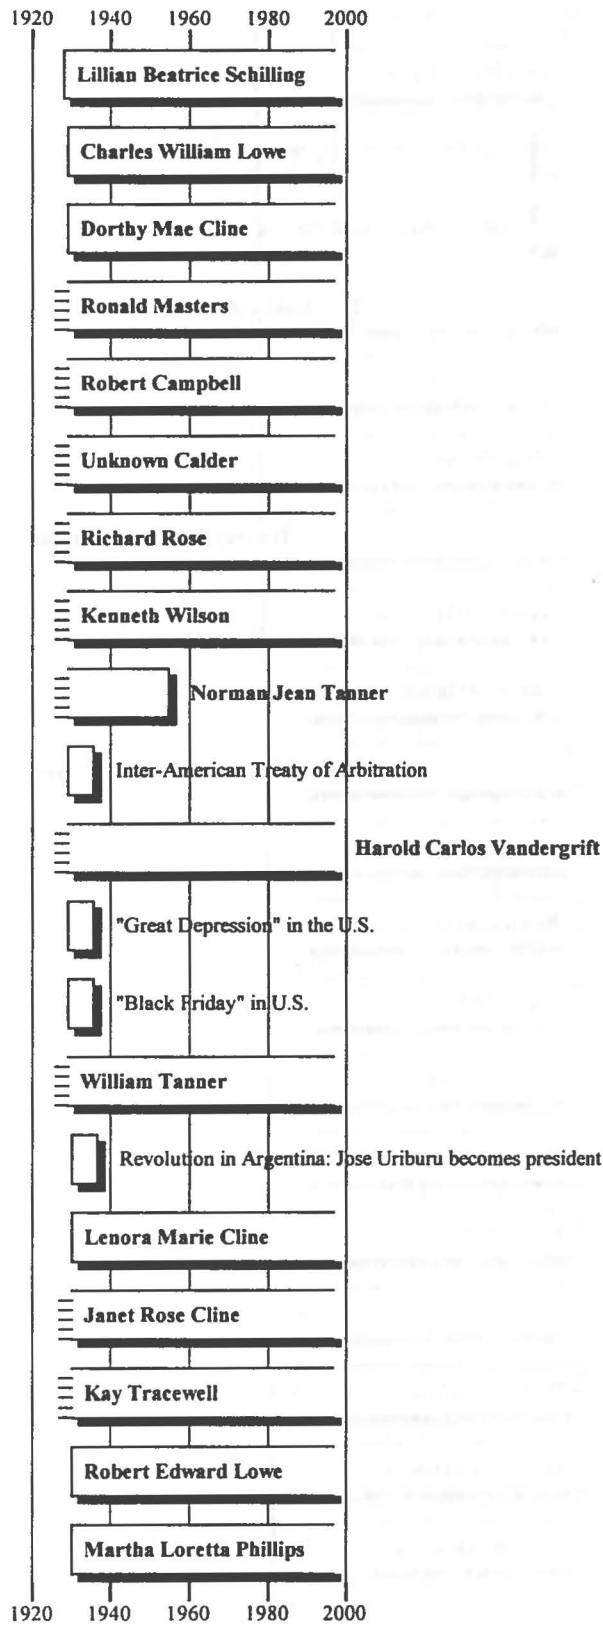 1920 1940 1960 1980 2000
Lillian Beatrice Schilling
Charles William Lowe
Dorthy Mae Cline
Ronald Masters
Robert Campbell
Unknown Calder
Richard Rose
Kenneth Wilson
Norman Jean Tanner
Inter-American Treaty of Arbitration
Harold Carlos Vandergrift
"Great Depression" in the U.S.
"Black Friday" in U.S.
William Tanner
Revolution in Argentina: Jose Uriburu becomes president
Lenora Marie Cline
Janet Rose Cline
Kay Tracewell
Robert Edward Lowe
Martha Loretta Phillips
1920 1940 1960 1980 2000